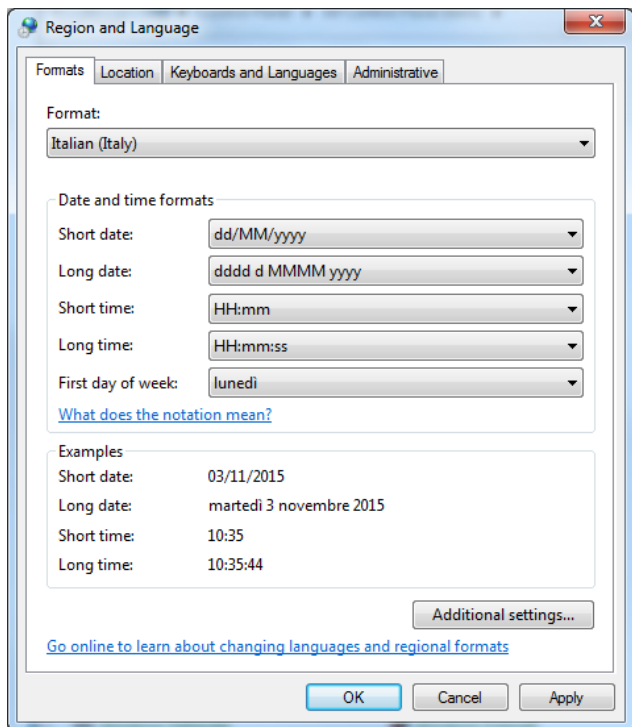 Region and Language
Formats Location Keyboards and Languages Administrative
Format:
Italian (Italy)
Date and time formats
Short date: dd/MM/yyyy
Long date: dddd d MMMM yyyy
Short time: HH:mm
Long time: HH:mm:ss
First day of week: lunedì
What does the notation mean?
Examples
Short date: 03/11/2015
Long date: martedì 3 novembre 2015
Short time: 10:35
Long time: 10:35:44
Additional settings...
Go online to learn about changing languages and regional formats
OK Cancel Apply